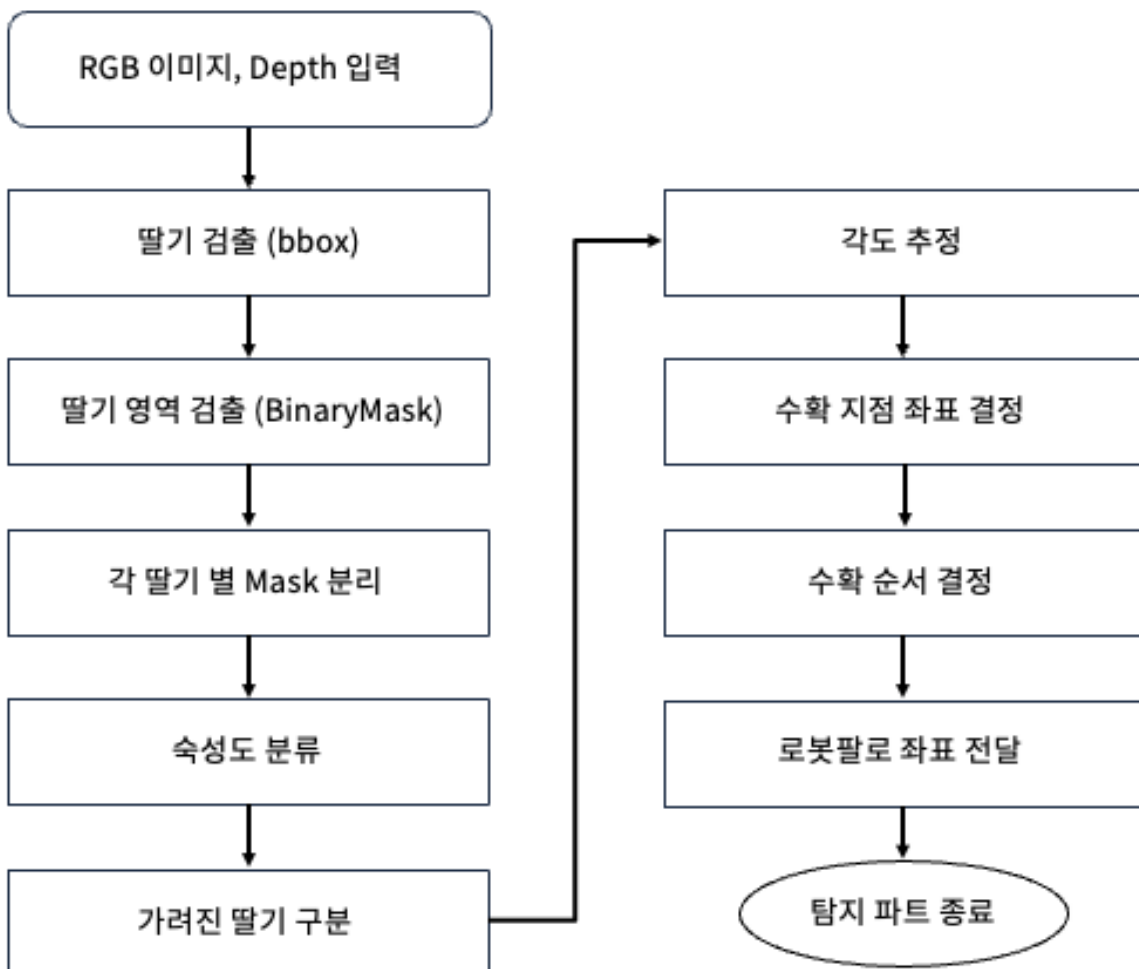 RGB 이미지, Depth 입력
딸기 검출 (bbox)
딸기 영역 검출 (BinaryMask)
각 딸기 별 Mask 분리
숙성도 분류
가려진 딸기 구분
각도 추정
수확 지점 좌표 결정
수확 순서 결정
로봇팔로 좌표 전달
탐지 파트 종료